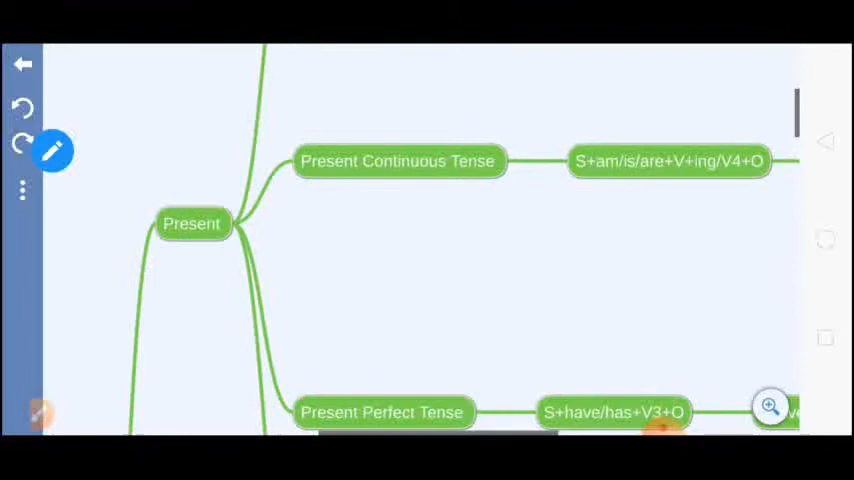 Present Continuous Tense
S+am/is/are+V+ing/V4+O
Present
Present Perfect Tense
S+have/has+V3+O